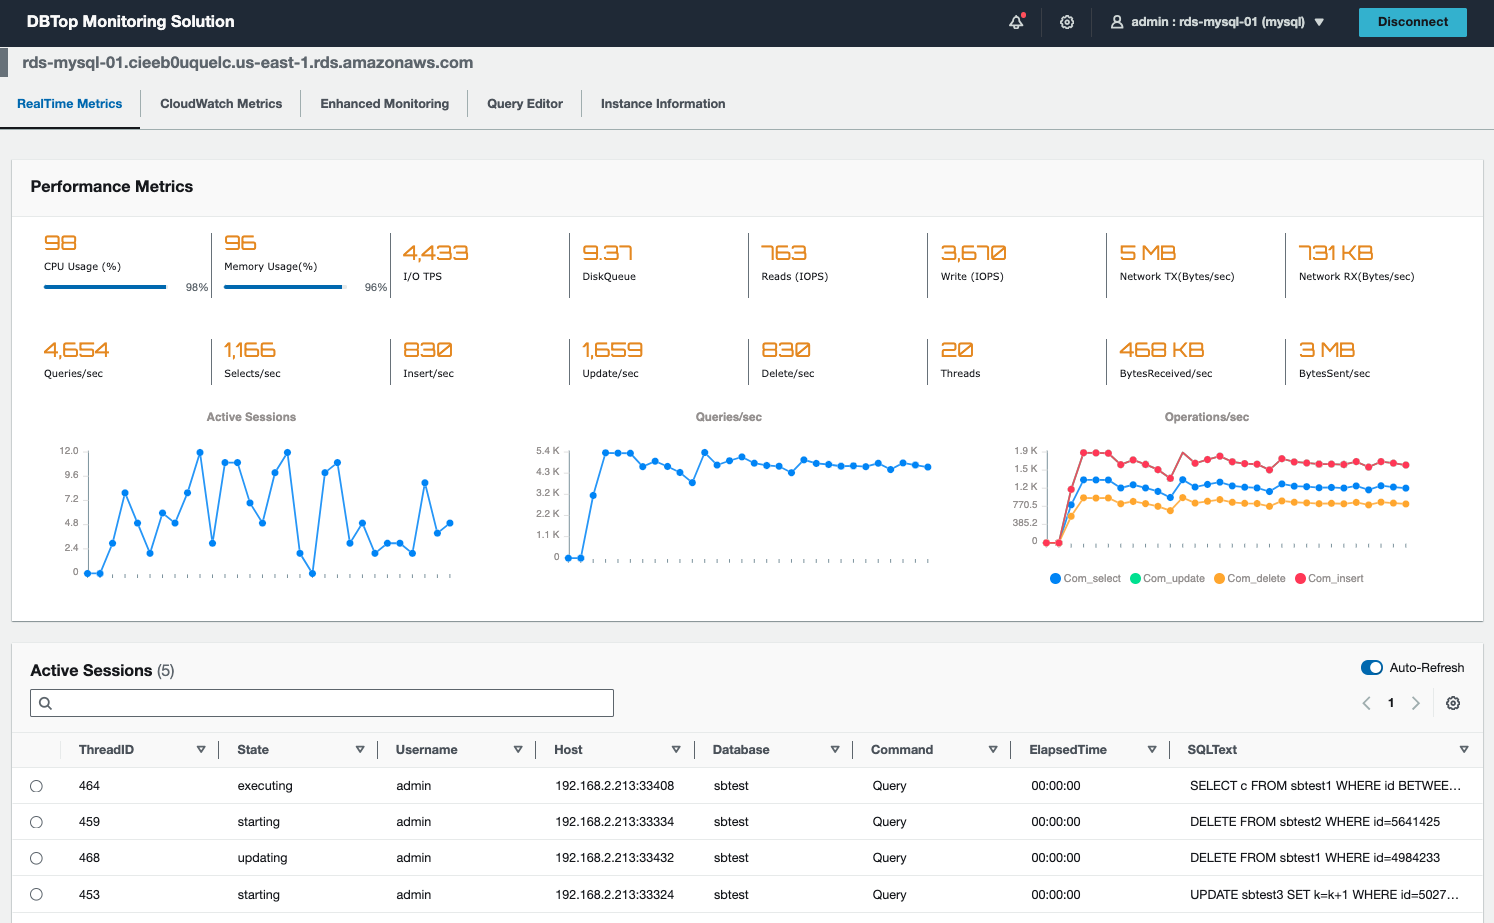 DBTop Monitoring Solution
admin : rds-mysql-01 (mysql)
Disconnect
rds-mysql-01.cieeb0uquelc.us-east-1.rds.amazonaws.com
RealTime Metrics
CloudWatch Metrics
Enhanced Monitoring
Query Editor
Instance Information
Performance Metrics
98
CPU Usage (%)
98%
96
Memory Usage(%)
96%
4,433
I/O TPS
9.37
DiskQueue
763
Reads (IOPS)
3,670
Write (IOPS)
5 MB
Network TX(Bytes/sec)
731 KB
Network RX(Bytes/sec)
4,654
Queries/sec
1,166
Selects/sec
830
Insert/sec
1,659
Update/sec
830
Delete/sec
20
Threads
468 KB
BytesReceived/sec
3 MB
BytesSent/sec
Active Sessions
12.0
9.6
7.2
4.8
2.4
0
Queries/sec
5.4 K
4.3 K
3.2 K
2.2 K
1.1 K
0
Operations/sec
1.9 K
1.5 K
1.2 K
770.5
385.2
0
Com_select Com_update Com_delete Com_insert
Active Sessions (5)
Auto-Refresh
1
ThreadID State Username Host Database Command ElapsedTime SQLText
464 executing admin 192.168.2.213:33408 sbtest Query 00:00:00 SELECT c FROM sbtest1 WHERE id BETWEE...
459 starting admin 192.168.2.213:33334 sbtest Query 00:00:00 DELETE FROM sbtest2 WHERE id=5641425
468 updating admin 192.168.2.213:33432 sbtest Query 00:00:00 DELETE FROM sbtest1 WHERE id=4984233
453 starting admin 192.168.2.213:33324 sbtest Query 00:00:00 UPDATE sbtest3 SET k=k+1 WHERE id=5027...